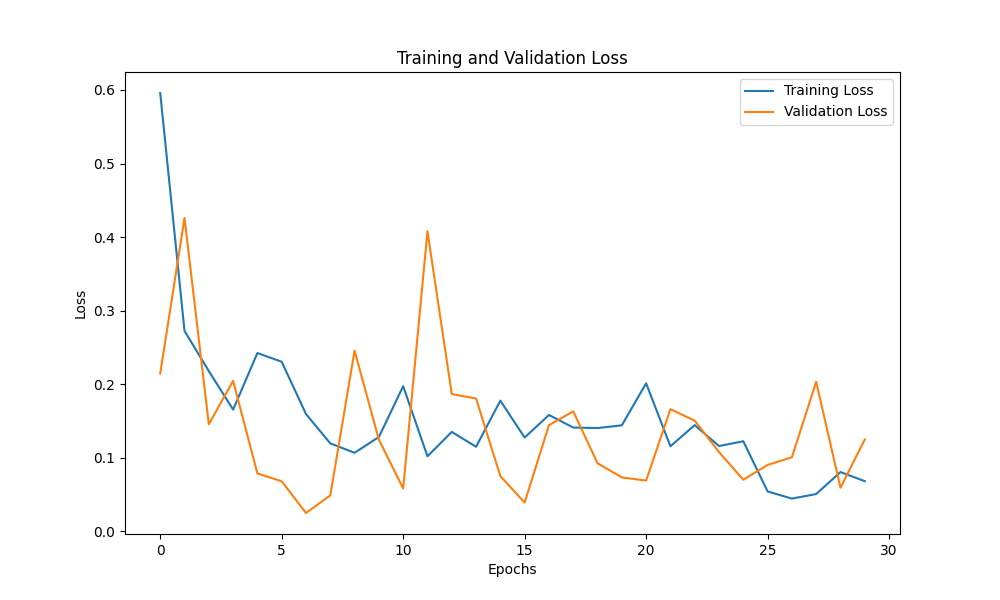 Training and Validation Loss
Training Loss
Validation Loss
Loss
0.6
0.5
0.4
0.3
0.2
0.1
0.0
0 5 10 15 20 25 30
Epochs